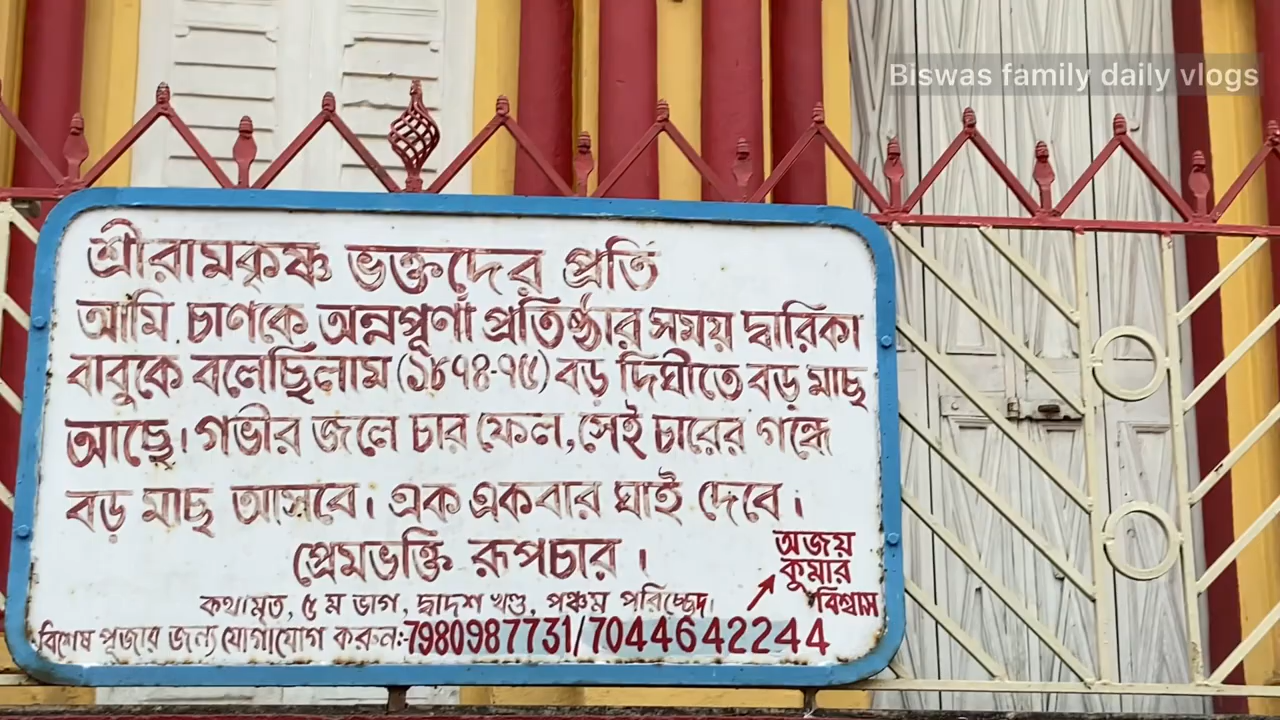 Biswas family daily vlogs
শ্রীরামকৃষ্ণ ভক্তদের প্রতি
আমি চাণকে অন্নপূর্ণা প্রতিষ্ঠার সময় দ্বারিকা
বাবুকে বলেছিলাম (১৮৭৪-৭৫) বড় দিঘীতে বড় মাছ
আছে। গভীর জলে চার ফেল, সেই চারের গন্ধে
বড় মাছ আসবে। এক একবার ঘাই দেবে।
প্রেমভক্তি রূপচার।
কথামৃত, ৫ ম ভাগ, দ্বাদশ খণ্ড, পঞ্চম পরিচ্ছেদ।
বিশেষ পূজার জন্য যোগাযোগ করুন:-7980987731/7044642244
অজয়
কুমার
বিশ্বাস